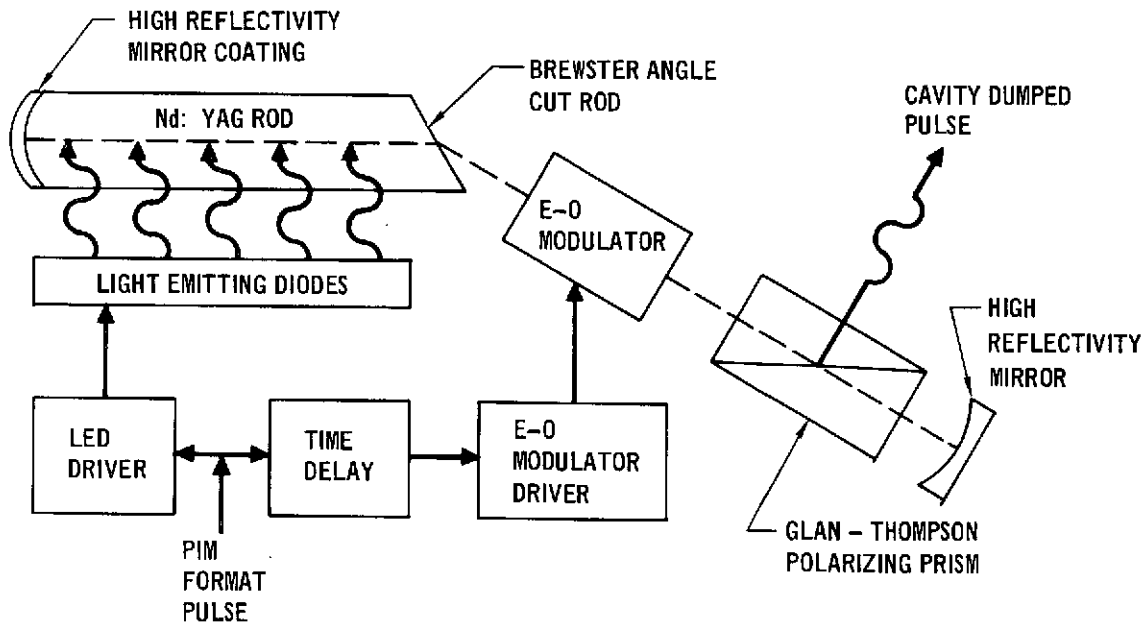 HIGH REFLECTIVITY
MIRROR COATING
BREWSTER ANGLE
CUT ROD
Nd: YAG ROD
CAVITY DUMPED
PULSE
E-O
MODULATOR
LIGHT EMITTING DIODES
HIGH
REFLECTIVITY
MIRROR
LED
DRIVER
TIME
DELAY
E-O
MODULATOR
DRIVER
GLAN – THOMPSON
POLARIZING PRISM
PIM
FORMAT
PULSE